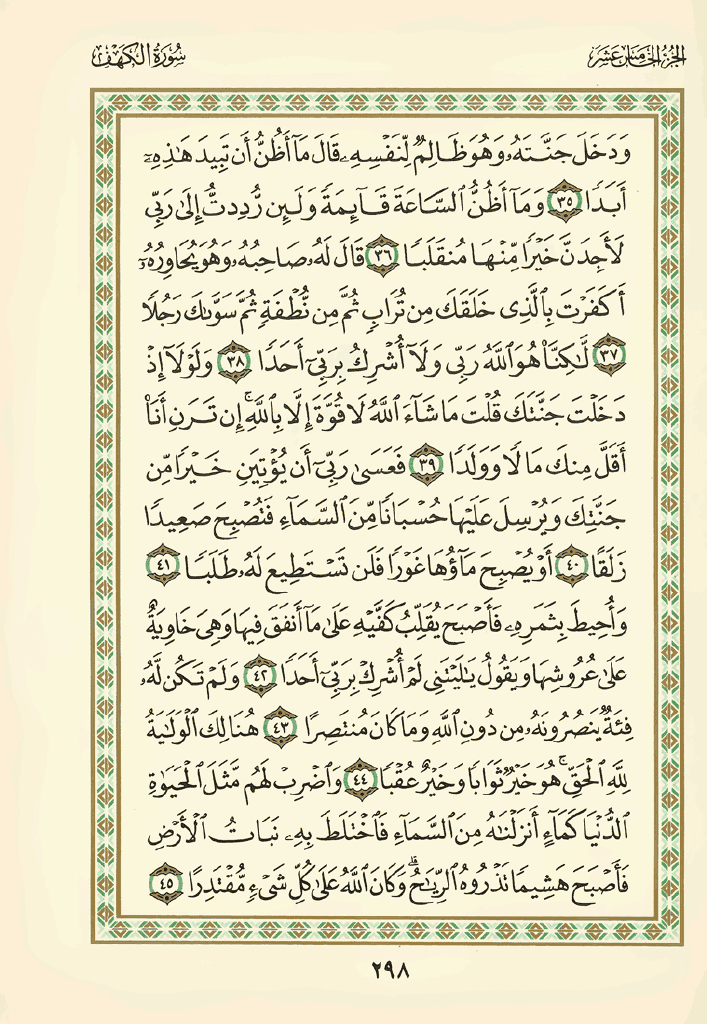 الجزء الخامس عشر
سورة الكهف
وَدَخَلَ جَنَّتَهُۥ وَهُوَ ظَالِمٌ لِّنَفْسِهِۦ قَالَ مَآ أَظُنُّ أَن تَبِيدَ هَٰذِهِۦٓ
أَبَدًا ٣٥ وَمَآ أَظُنُّ ٱلسَّاعَةَ قَآئِمَةً وَلَئِن رُّدِدتُّ إِلَىٰ رَبِّى
لَأَجِدَنَّ خَيْرًا مِّنْهَا مُنقَلَبًا ٣٦ قَالَ لَهُۥ صَاحِبُهُۥ وَهُوَ يُحَاوِرُهُۥٓ
أَكَفَرْتَ بِٱلَّذِى خَلَقَكَ مِن تُرَابٍ ثُمَّ مِن نُّطْفَةٍ ثُمَّ سَوَّىٰكَ رَجُلًا
٣٧ لَّٰكِنَّا۠ هُوَ ٱللَّهُ رَبِّى وَلَآ أُشْرِكُ بِرَبِّىٓ أَحَدًا ٣٨ وَلَوْلَآ إِذْ
دَخَلْتَ جَنَّتَكَ قُلْتَ مَا شَآءَ ٱللَّهُ لَا قُوَّةَ إِلَّا بِٱللَّهِ ۚ إِن تَرَنِ أَنَا۠
أَقَلَّ مِنكَ مَالًا وَوَلَدًا ٣٩ فَعَسَىٰ رَبِّىٓ أَن يُؤْتِيَنِ خَيْرًا مِّن
جَنَّتِكَ وَيُرْسِلَ عَلَيْهَا حُسْبَانًا مِّنَ ٱلسَّمَآءِ فَتُصْبِحَ صَعِيدًا
زَلَقًا ٤٠ أَوْ يُصْبِحَ مَآؤُهَا غَوْرًا فَلَن تَسْتَطِيعَ لَهُۥ طَلَبًا ٤١
وَأُحِيطَ بِثَمَرِهِۦ فَأَصْبَحَ يُقَلِّبُ كَفَّيْهِ عَلَىٰ مَآ أَنفَقَ فِيهَا وَهِىَ خَاوِيَةٌ
عَلَىٰ عُرُوشِهَا وَيَقُولُ يَٰلَيْتَنِى لَمْ أُشْرِكْ بِرَبِّىٓ أَحَدًا ٤٢ وَلَمْ تَكُن لَّهُۥ
فِئَةٌ يَنصُرُونَهُۥ مِن دُونِ ٱللَّهِ وَمَا كَانَ مُنتَصِرًا ٤٣ هُنَالِكَ ٱلْوَلَٰيَةُ
لِلَّهِ ٱلْحَقِّ ۚ هُوَ خَيْرٌ ثَوَابًا وَخَيْرٌ عُقْبًا ٤٤ وَٱضْرِبْ لَهُم مَّثَلَ ٱلْحَيَوٰةِ
ٱلدُّنْيَا كَمَآءٍ أَنزَلْنَٰهُ مِنَ ٱلسَّمَآءِ فَٱخْتَلَطَ بِهِۦ نَبَاتُ ٱلْأَرْضِ
فَأَصْبَحَ هَشِيمًا تَذْرُوهُ ٱلرِّيَٰحُ ۗ وَكَانَ ٱللَّهُ عَلَىٰ كُلِّ شَىْءٍ مُّقْتَدِرًا ٤٥
٢٩٨